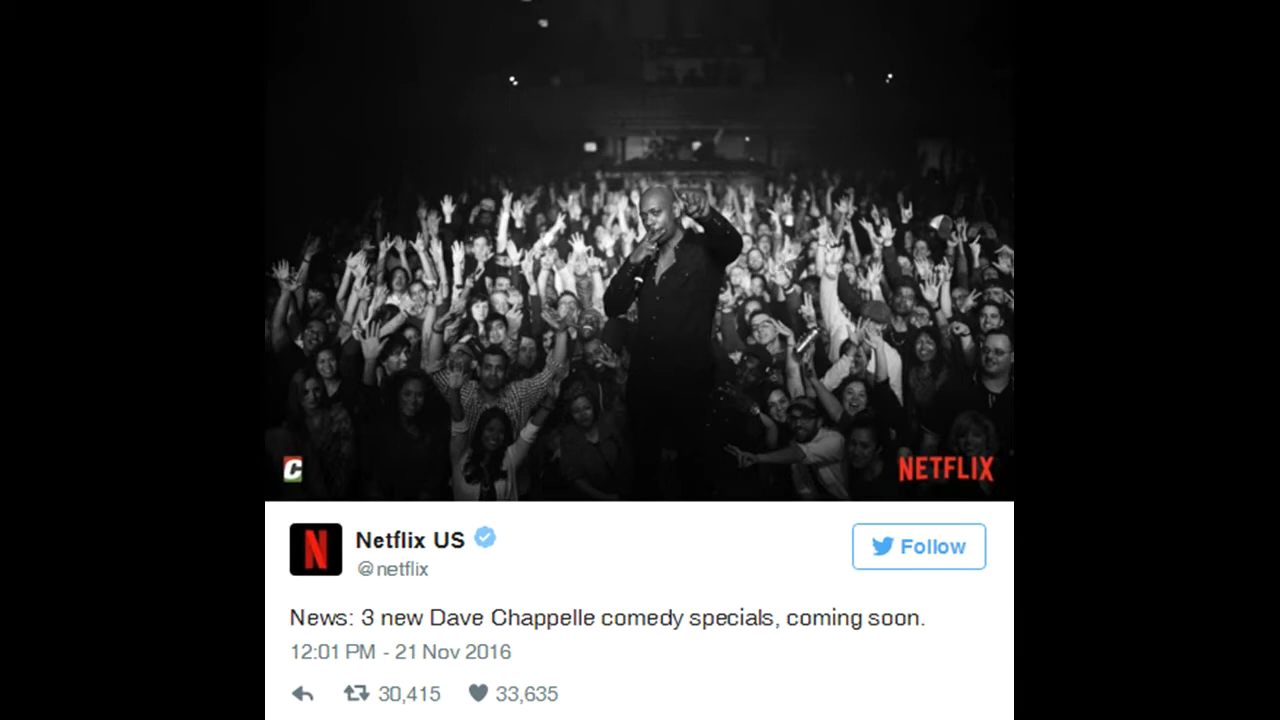 C
NETFLIX
N
Netflix US
Follow
@netflix
News: 3 new Dave Chappelle comedy specials, coming soon.
12:01 PM - 21 Nov 2016
30,415 33,635